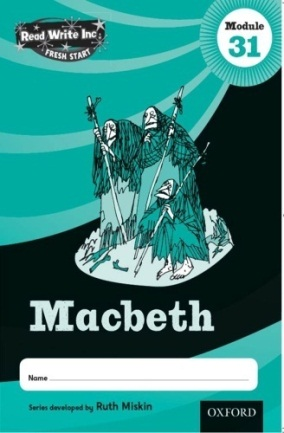 Read Write Inc.
FRESH START
Module
31
Macbeth
Name
Series developed by Ruth Miskin
OXFORD